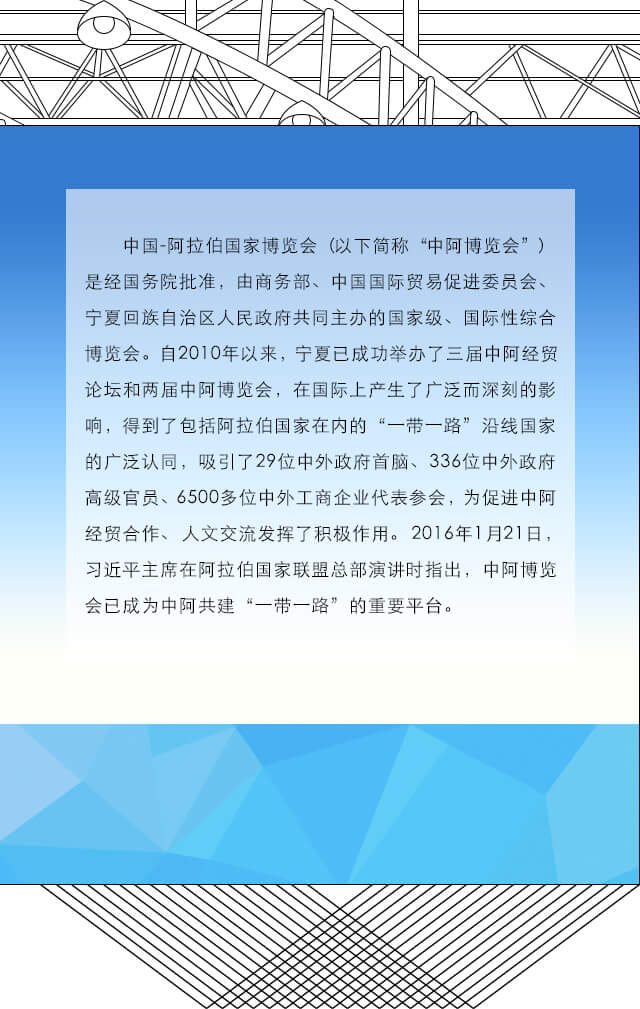 中国-阿拉伯国家博览会（以下简称“中阿博览会”）
是经国务院批准，由商务部、中国国际贸易促进委员会、
宁夏回族自治区人民政府共同主办的国家级、国际性综合
博览会。自2010年以来，宁夏已成功举办了三届中阿经贸
论坛和两届中阿博览会，在国际上产生了广泛而深刻的影
响，得到了包括阿拉伯国家在内的“一带一路”沿线国家
的广泛认同，吸引了29位中外政府首脑、336位中外政府
高级官员、6500多位中外工商企业代表参会，为促进中阿
经贸合作、人文交流发挥了积极作用。2016年1月21日，
习近平主席在阿拉伯国家联盟总部演讲时指出，中阿博览
会已成为中阿共建“一带一路”的重要平台。